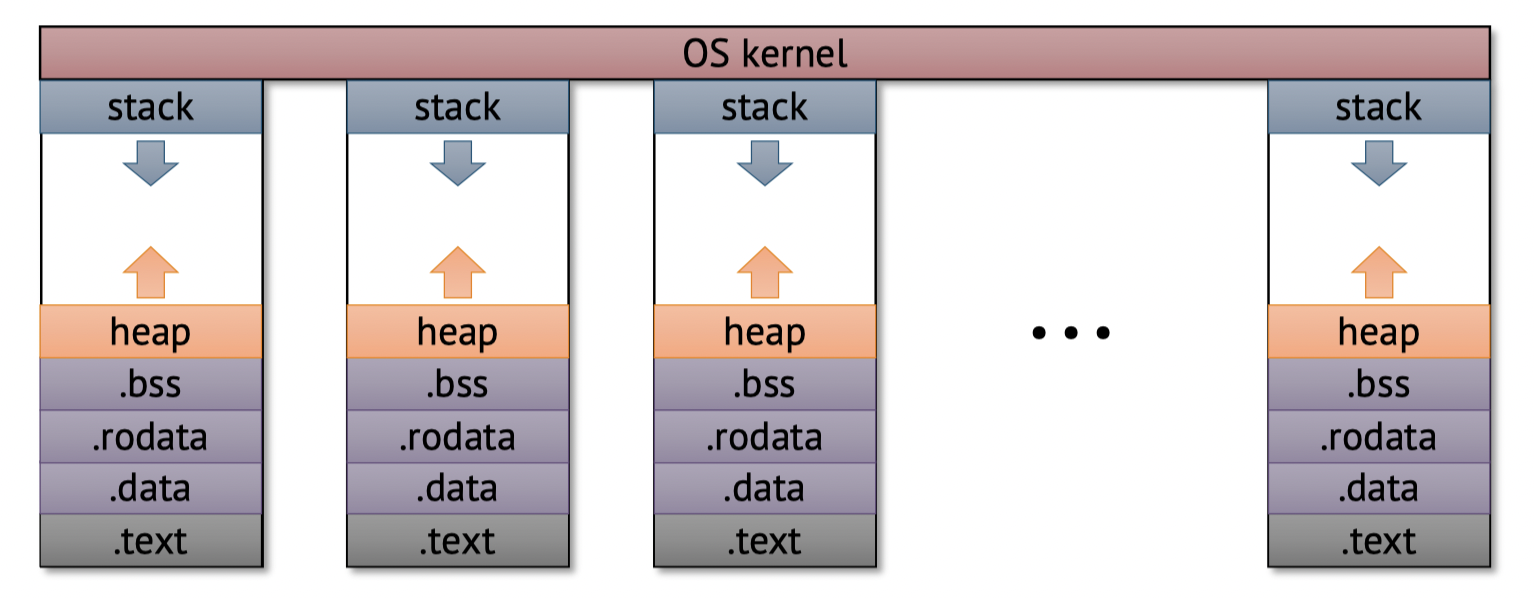 OS kernel
stack stack stack stack
heap heap heap ... heap
.bss .bss .bss .bss
.rodata .rodata .rodata .rodata
.data .data .data .data
.text .text .text .text